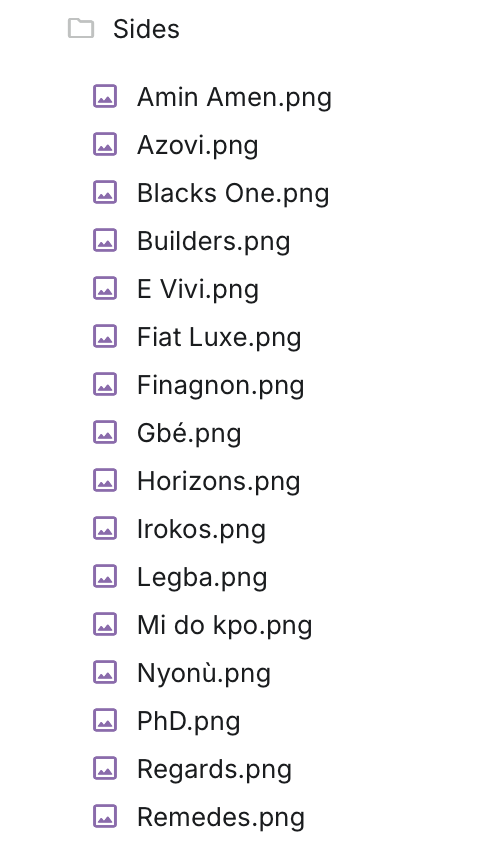 Sides
Amin Amen.png
Azovi.png
Blacks One.png
Builders.png
E Vivi.png
Fiat Luxe.png
Finagnon.png
Gbé.png
Horizons.png
Irokos.png
Legba.png
Mi do kpo.png
Nyonù.png
PhD.png
Regards.png
Remedes.png